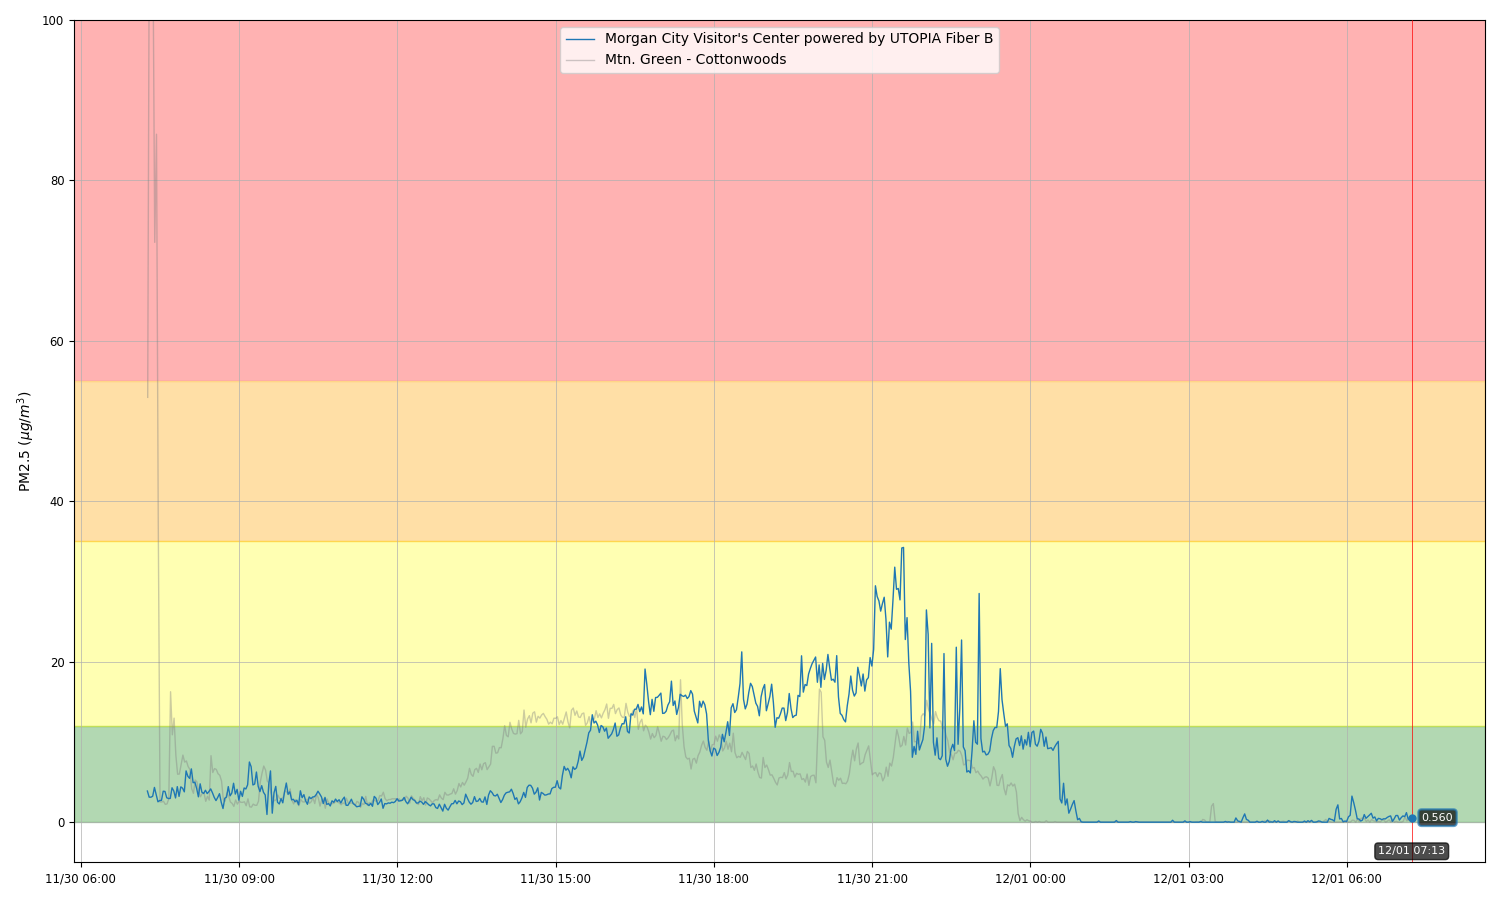 100
Morgan City Visitor's Center powered by UTOPIA Fiber B
Mtn. Green - Cottonwoods
80
60
PM2.5 (μg/m³)
40
20
0
0.560
12/01 07:13
11/30 06:00 11/30 09:00 11/30 12:00 11/30 15:00 11/30 18:00 11/30 21:00 12/01 00:00 12/01 03:00 12/01 06:00